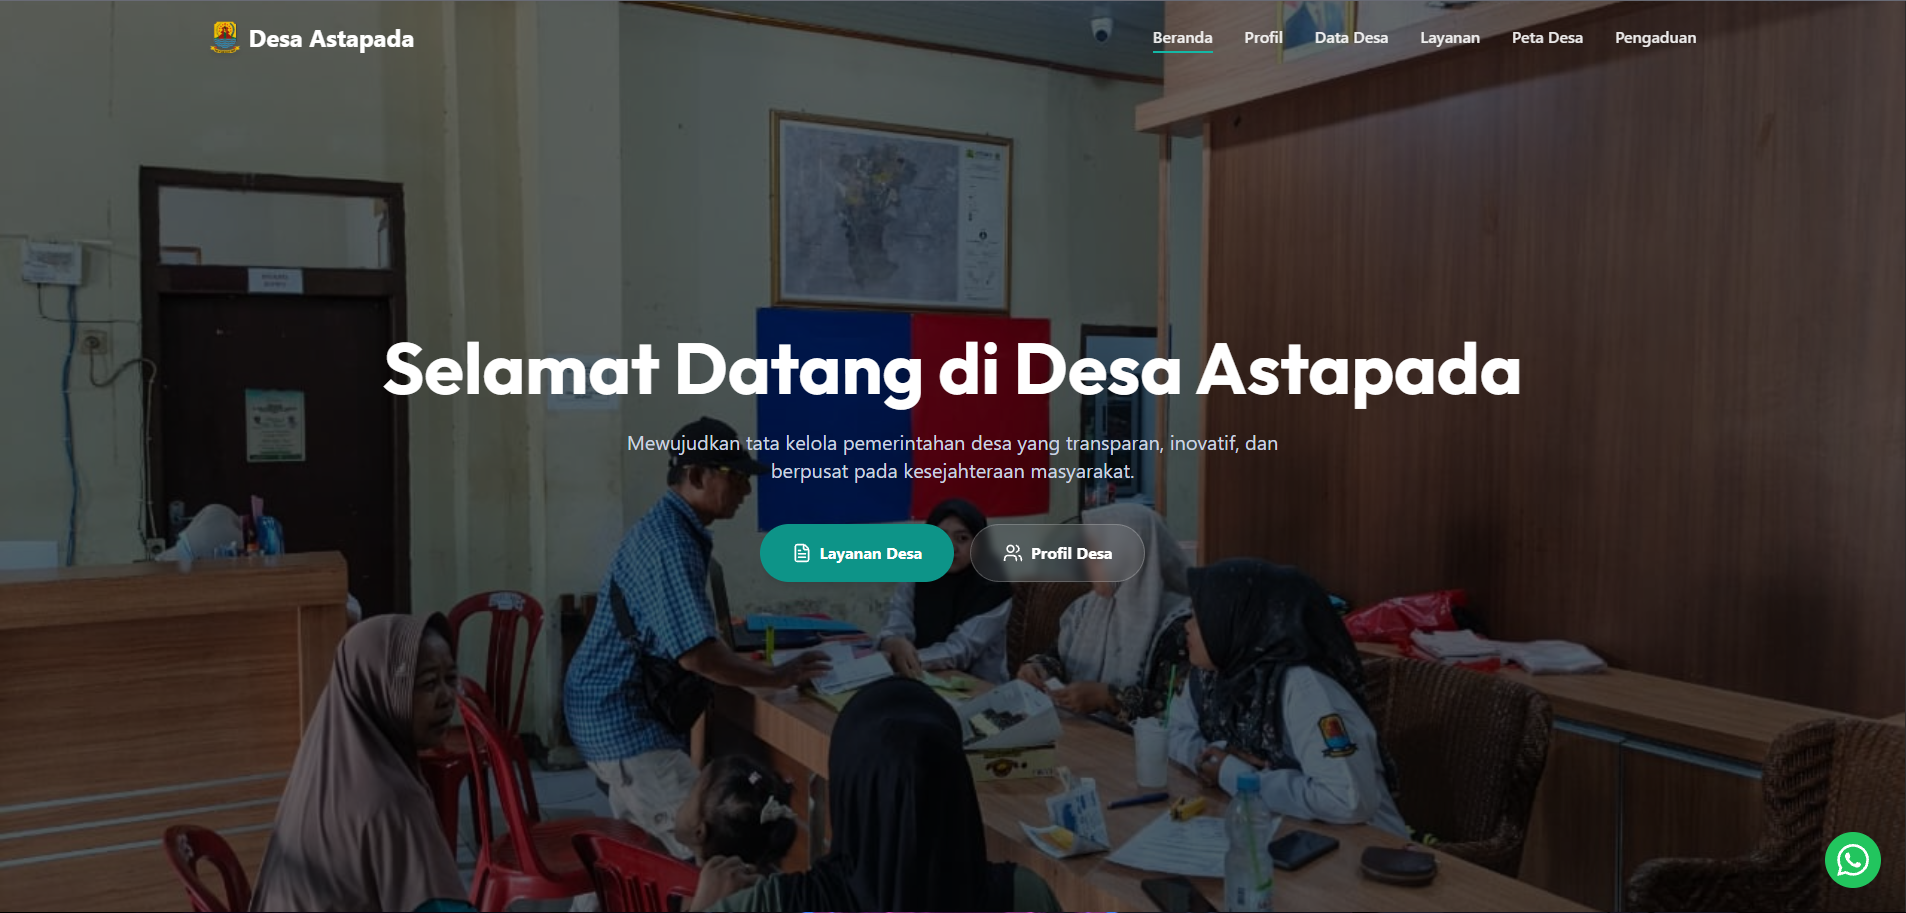 Desa Astapada
Beranda Profil Data Desa Layanan Peta Desa Pengaduan
Selamat Datang di Desa Astapada
Mewujudkan tata kelola pemerintahan desa yang transparan, inovatif, dan
berpusat pada kesejahteraan masyarakat.
Layanan Desa Profil Desa